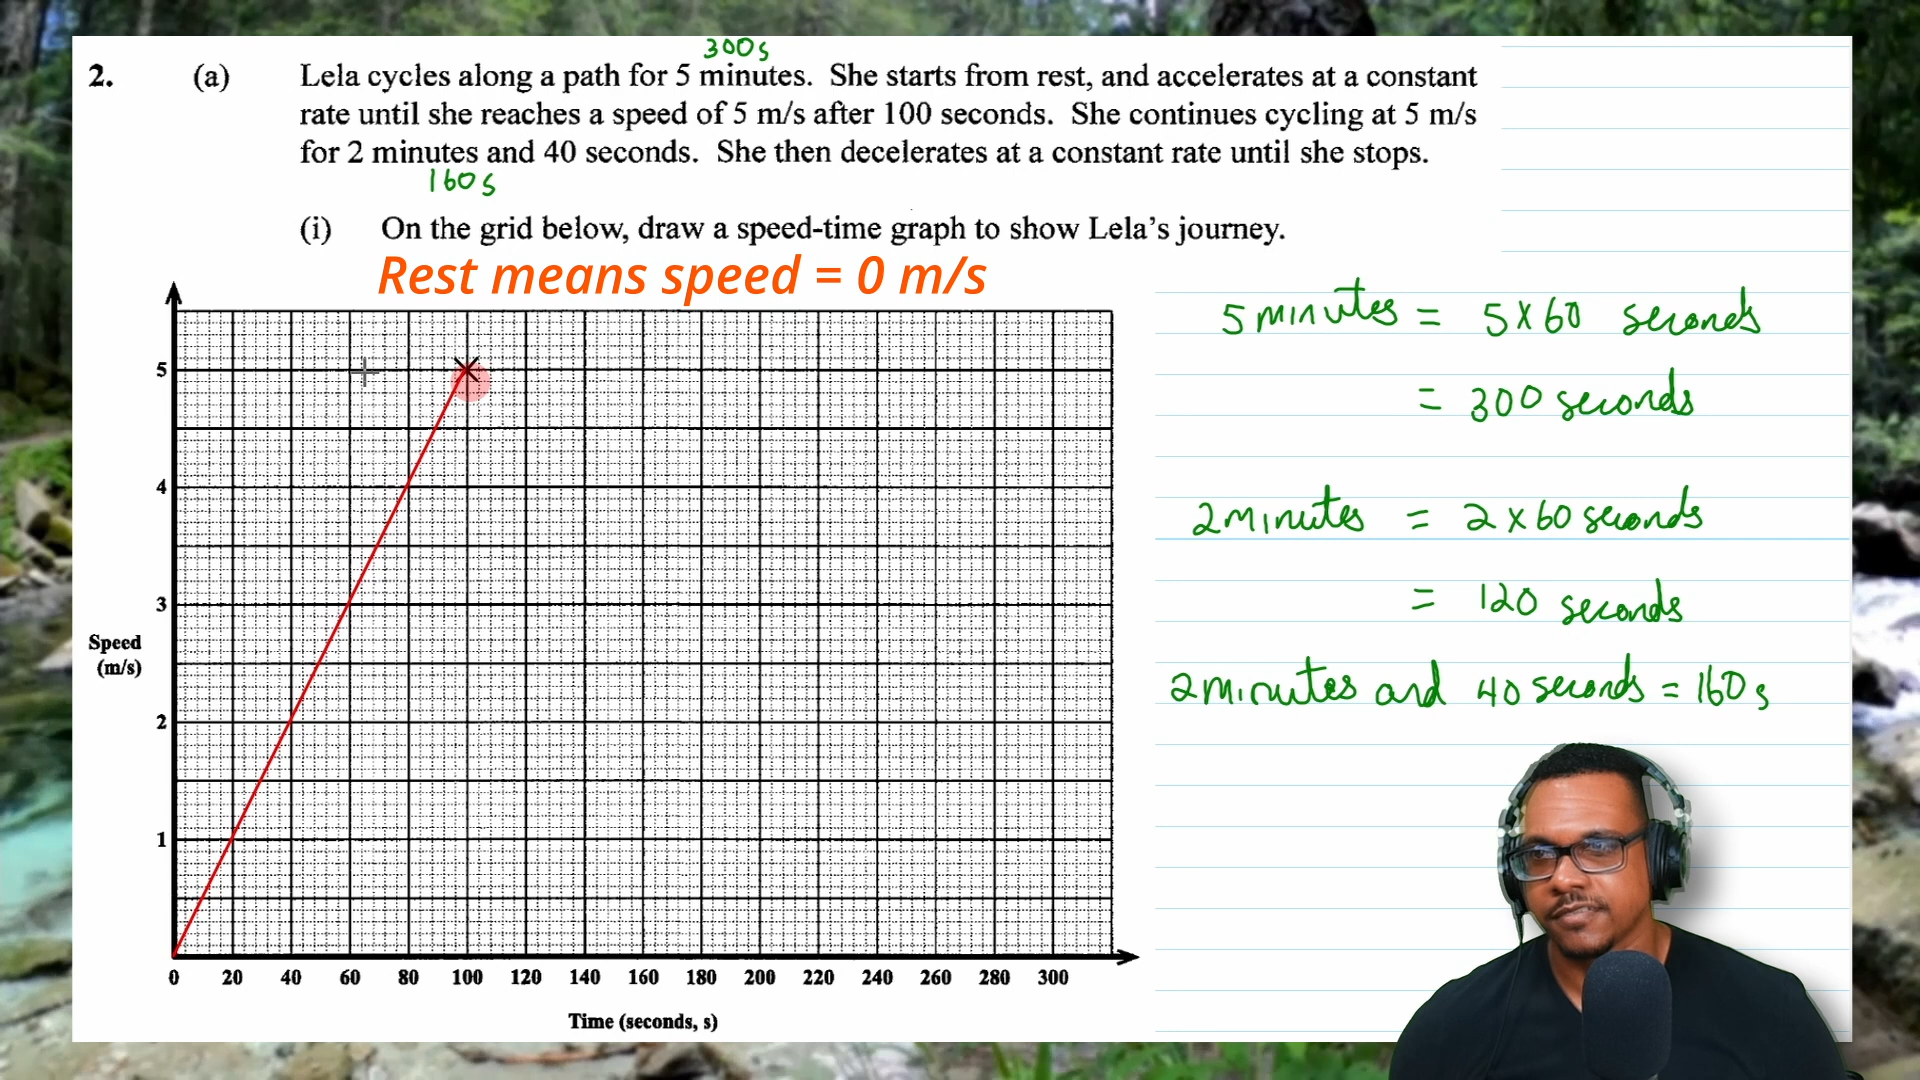 300s
2. (a) Lela cycles along a path for 5 minutes. She starts from rest, and accelerates at a constant
rate until she reaches a speed of 5 m/s after 100 seconds. She continues cycling at 5 m/s
for 2 minutes and 40 seconds. She then decelerates at a constant rate until she stops.
160s
(i) On the grid below, draw a speed-time graph to show Lela's journey.
Rest means speed = 0 m/s
5
4
3
Speed
(m/s)
2
1
0 20 40 60 80 100 120 140 160 180 200 220 240 260 280 300
Time (seconds, s)
5 minutes = 5 x 60 seconds
= 300 seconds
2 minutes = 2 x 60 seconds
= 120 seconds
2 minutes and 40 seconds = 160 s